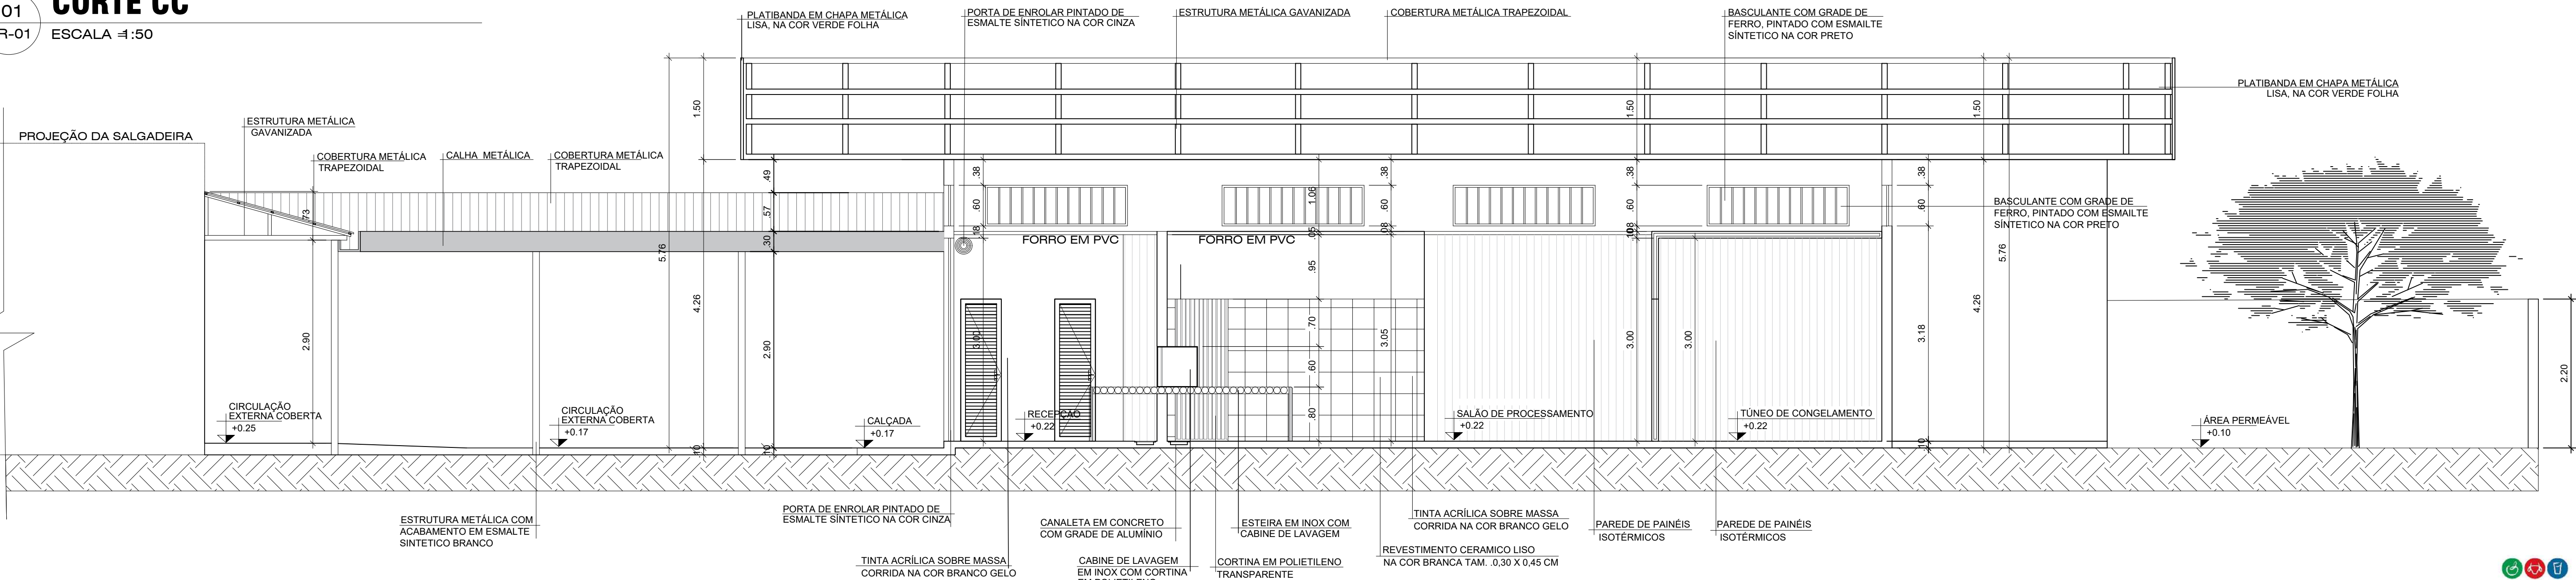 01
CORTE CC
R-01
ESCALA =1:50
PLATIBANDA EM CHAPA METÁLICA
LISA, NA COR VERDE FOLHA
PORTA DE ENROLAR PINTADO DE
ESMALTE SÍNTETICO NA COR CINZA
ESTRUTURA METÁLICA GAVANIZADA
COBERTURA METÁLICA TRAPEZOIDAL
BASCULANTE COM GRADE DE
FERRO, PINTADO COM ESMAILTE
SÍNTETICO NA COR PRETO
PLATIBANDA EM CHAPA METÁLICA
LISA, NA COR VERDE FOLHA
PROJEÇÃO DA SALGADEIRA
ESTRUTURA METÁLICA
GAVANIZADA
COBERTURA METÁLICA
TRAPEZOIDAL
CALHA METÁLICA
COBERTURA METÁLICA
TRAPEZOIDAL
1.50
1.50
1.50
.49
.38
.38
.38
.38
.73
.57
.60
1.06
.60
.60
.60
BASCULANTE COM GRADE DE
FERRO, PINTADO COM ESMAILTE
SÍNTETICO NA COR PRETO
.30
.18
.05
.08
.08
.10
FORRO EM PVC
FORRO EM PVC
5.76
5.76
.95
4.26
4.26
2.90
2.90
3.00
.70
3.05
3.00
3.00
3.18
2.20
.60
.80
CIRCULAÇÃO
EXTERNA COBERTA
+0.25
CIRCULAÇÃO
EXTERNA COBERTA
+0.17
CALÇADA
+0.17
RECEPÇÃO
+0.22
SALÃO DE PROCESSAMENTO
+0.22
TÚNEO DE CONGELAMENTO
+0.22
ÁREA PERMEÁVEL
+0.10
.10
.10
.10
ESTRUTURA METÁLICA COM
ACABAMENTO EM ESMALTE
SINTETICO BRANCO
PORTA DE ENROLAR PINTADO DE
ESMALTE SÍNTETICO NA COR CINZA
TINTA ACRÍLICA SOBRE MASSA
CORRIDA NA COR BRANCO GELO
CANALETA EM CONCRETO
COM GRADE DE ALUMÍNIO
CABINE DE LAVAGEM
EM INOX COM CORTINA
EM POLIETILENO
ESTEIRA EM INOX COM
CABINE DE LAVAGEM
CORTINA EM POLIETILENO
TRANSPARENTE
TINTA ACRÍLICA SOBRE MASSA
CORRIDA NA COR BRANCO GELO
REVESTIMENTO CERAMICO LISO
NA COR BRANCA TAM. .0,30 X 0,45 CM
PAREDE DE PAINÉIS
ISOTÉRMICOS
PAREDE DE PAINÉIS
ISOTÉRMICOS